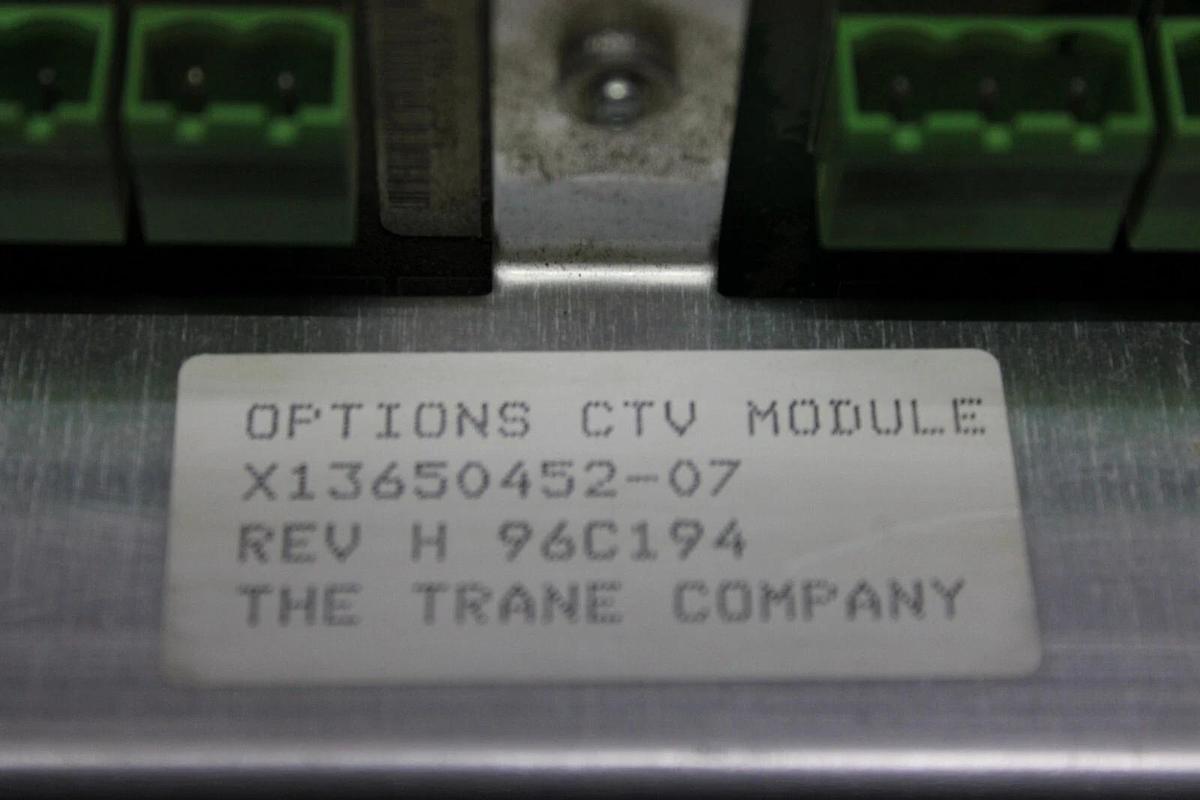 OPTIONS CTV MODULE
X13650452-07
REV H 96C194
THE TRANE COMPANY